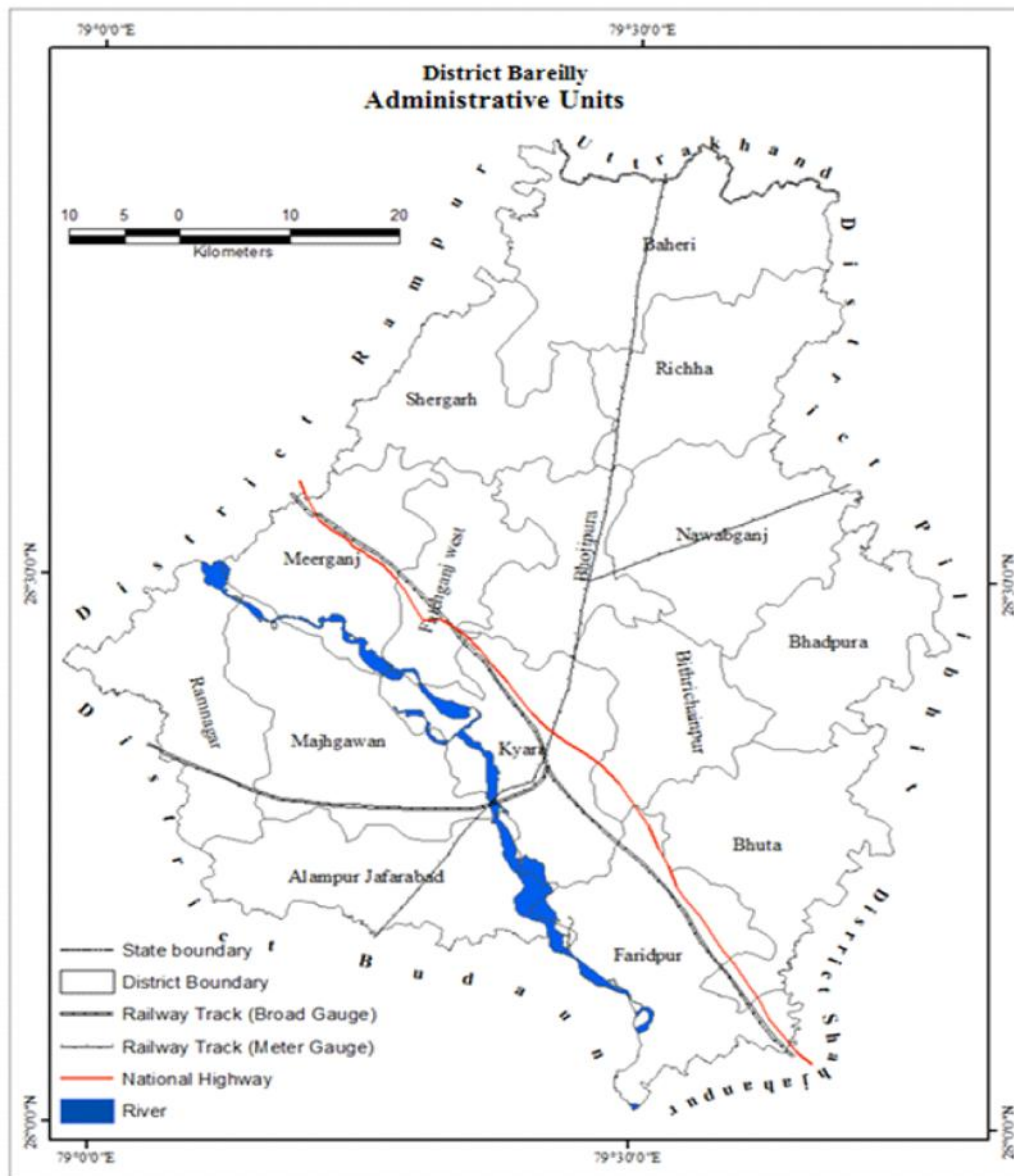 79°0'0"E 79°30'0"E
District Bareilly
Administrative Units
Uttrakhand
District Rampur
District Pilibhit
10 5 0 10 20
Kilometers
Baheri
Richha
Shergarh
Meerganj
Fatehganj west
Bhojipura
Nawabganj
28°30'0"N 28°30'0"N
Bhadpura
Ramnagar
Bithrichainpur
Majhgawan
Kyara
Bhuta
Alampur Jafarabad
Faridpur
District Budaun
Disrrict Shahjahanpur
State boundary
District Boundary
Railway Track (Broad Gauge)
Railway Track (Meter Gauge)
National Highway
River
28°0'0"N 28°0'0"N
79°0'0"E 79°30'0"E